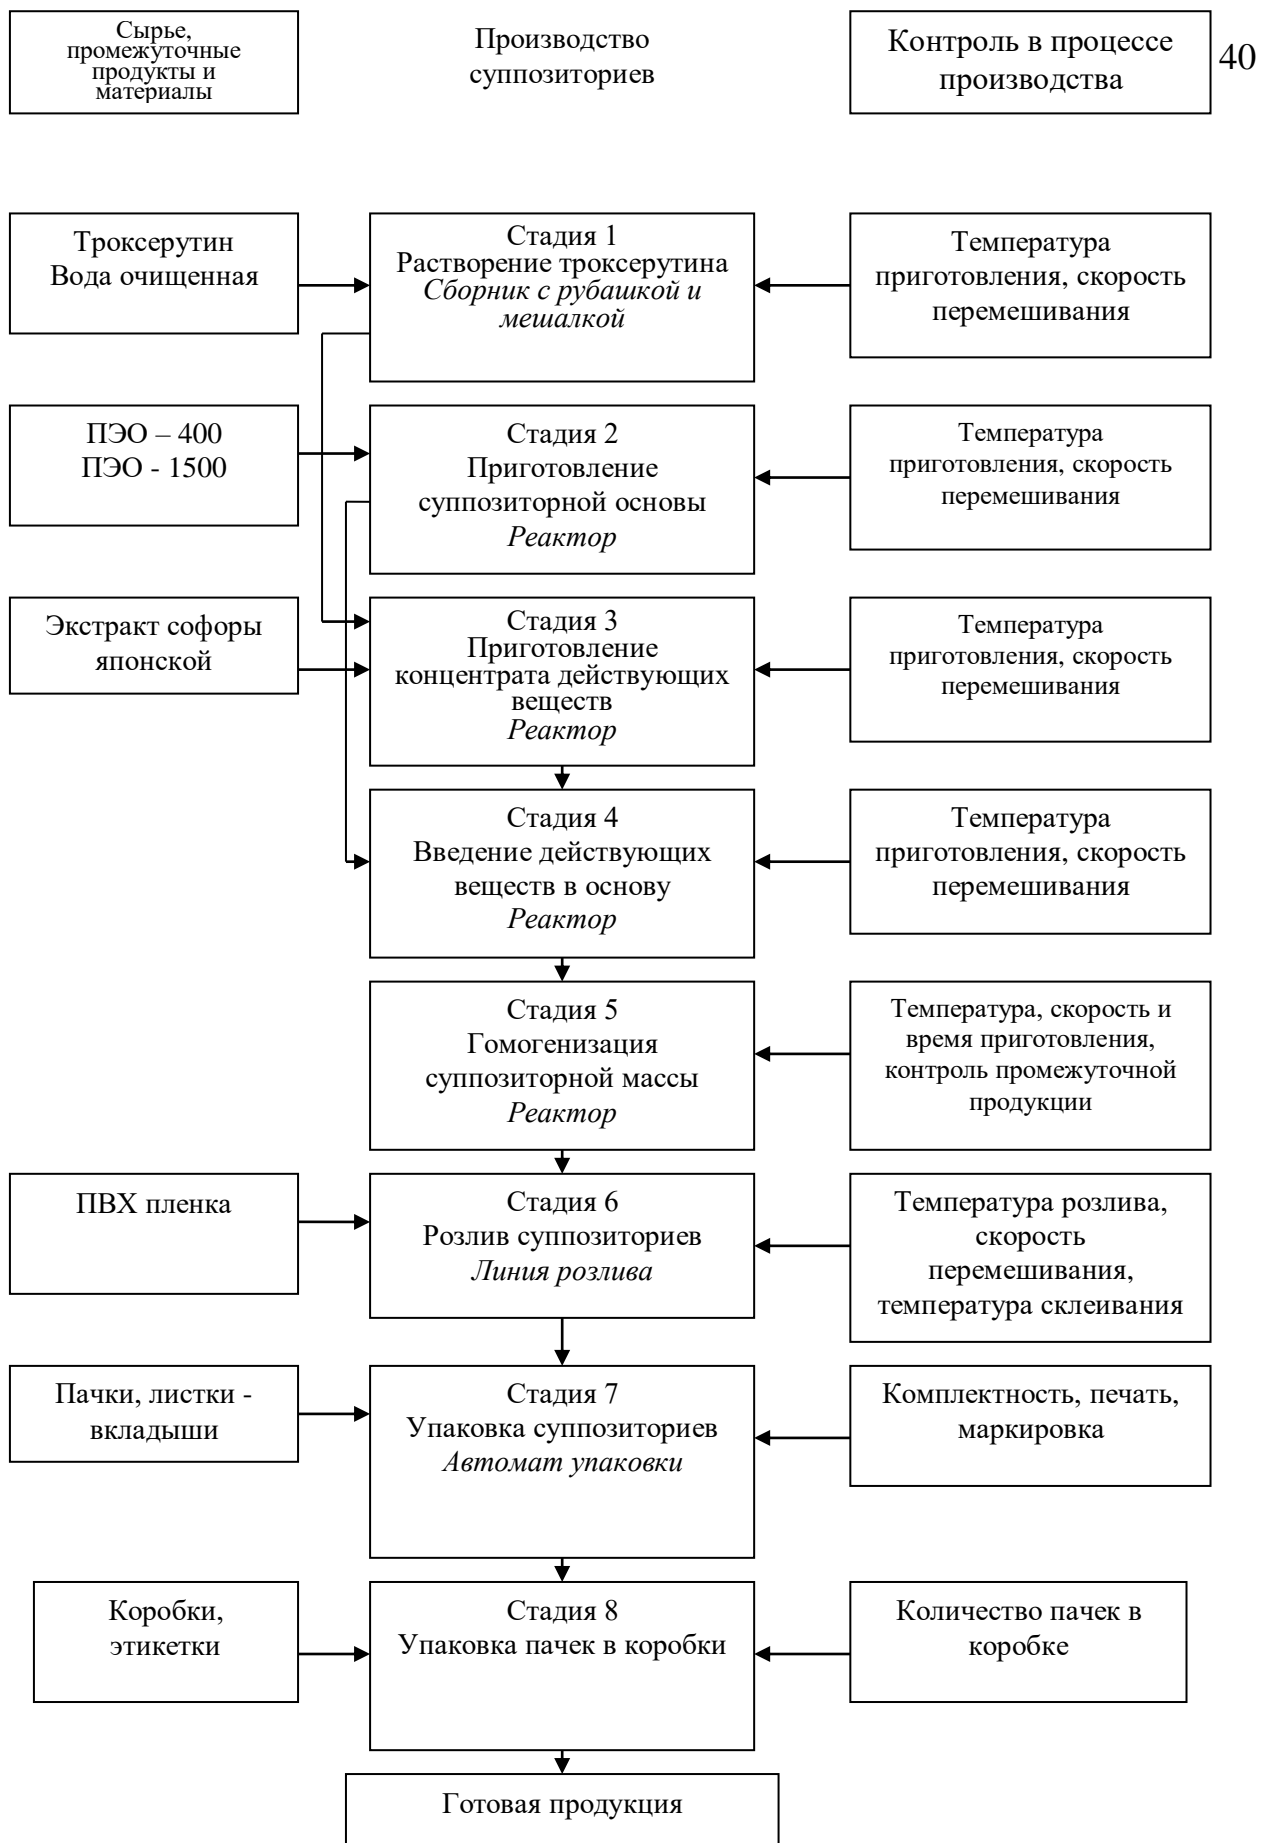 Сырье,
промежуточные
продукты и
материалы
Производство
суппозиториев
Контроль в процессе
производства
40
Троксерутин
Вода очищенная
Стадия 1
Растворение троксерутина
Сборник с рубашкой и
мешалкой
Температура
приготовления, скорость
перемешивания
ПЭО – 400
ПЭО - 1500
Стадия 2
Приготовление
суппозиторной основы
Реактор
Температура
приготовления, скорость
перемешивания
Экстракт софоры
японской
Стадия 3
Приготовление
концентрата действующих
веществ
Реактор
Температура
приготовления, скорость
перемешивания
Стадия 4
Введение действующих
веществ в основу
Реактор
Температура
приготовления, скорость
перемешивания
Стадия 5
Гомогенизация
суппозиторной массы
Реактор
Температура, скорость и
время приготовления,
контроль промежуточной
продукции
ПВХ пленка
Стадия 6
Розлив суппозиториев
Линия розлива
Температура розлива,
скорость
перемешивания,
температура склеивания
Пачки, листки -
вкладыши
Стадия 7
Упаковка суппозиториев
Автомат упаковки
Комплектность, печать,
маркировка
Коробки,
этикетки
Стадия 8
Упаковка пачек в коробки
Количество пачек в
коробке
Готовая продукция